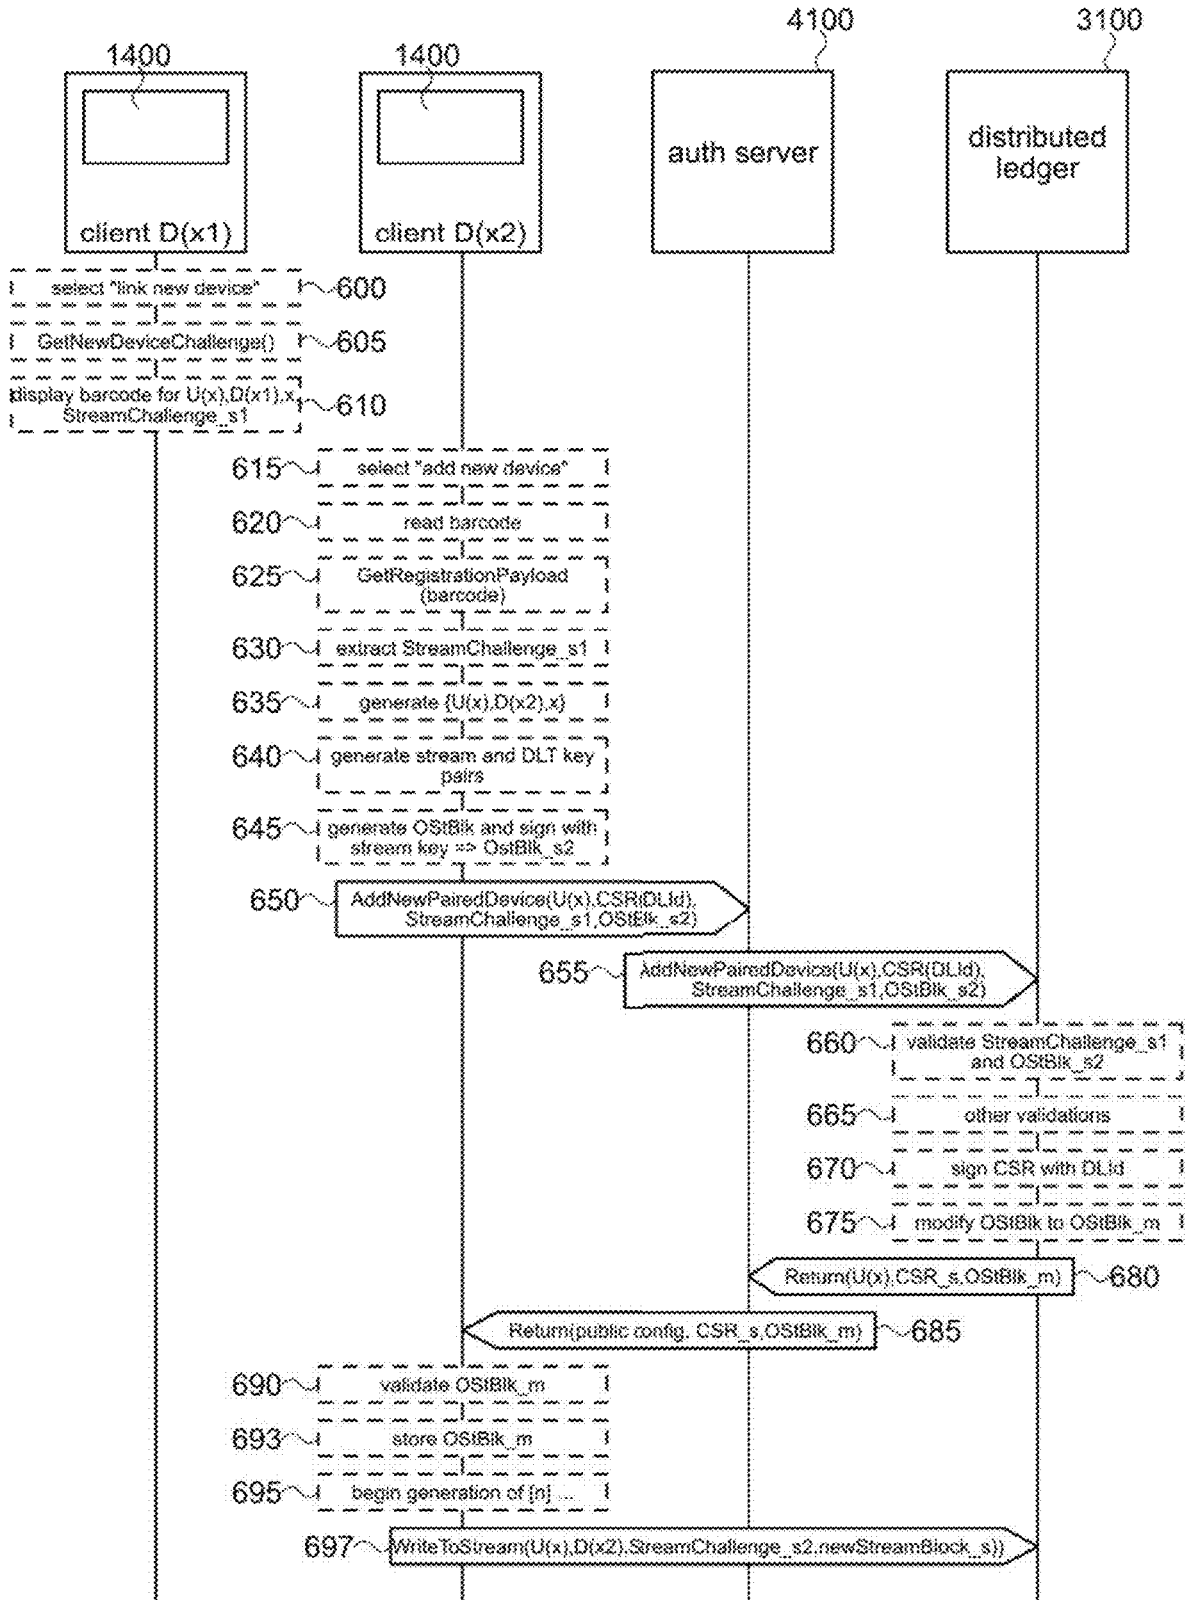 4100
3100
1400
1400
client D(x1)
client D(x2)
auth server
distributed
ledger
select "link new device"
600
GetNewDeviceChallenge()
605
display barcode for U(x),D(x1),x,
StreamChallenge_s1
610
615
select "add new device"
620
read barcode
625
GetRegistrationPayload
(barcode)
630
extract StreamChallenge_s1
635
generate {U(x),D(x2),x}
640
generate stream and DLT key
pairs
645
generate OStBlk and sign with
stream key => OstBlk_s2
650
AddNewPairedDevice(U(x),CSR(DLId),
StreamChallenge_s1,OStBlk_s2)
655
AddNewPairedDevice(U(x),CSR(DLId),
StreamChallenge_s1,OStBlk_s2)
660
validate StreamChallenge_s1
and OStBlk_s2
665
other validations
670
sign CSR with DLId
675
modify OStBlk to OStBlk_m
Return(U(x),CSR_s,OStBlk_m)
680
Return(public config, CSR_s,OStBlk_m)
685
690
validate OStBlk_m
693
store OStBlk_m
695
begin generation of [n] ...
697
WriteToStream(U(x),D(x2),StreamChallenge_s2,newStreamBlock_s))